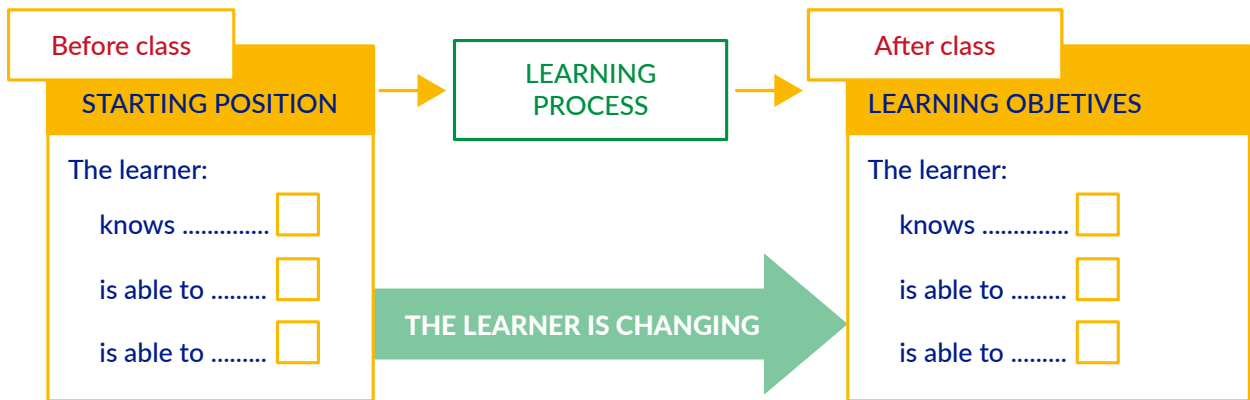 Before class
STARTING POSITION
The learner:
knows ..............
is able to .........
is able to .........
LEARNING
PROCESS
THE LEARNER IS CHANGING
After class
LEARNING OBJETIVES
The learner:
knows ..............
is able to .........
is able to .........